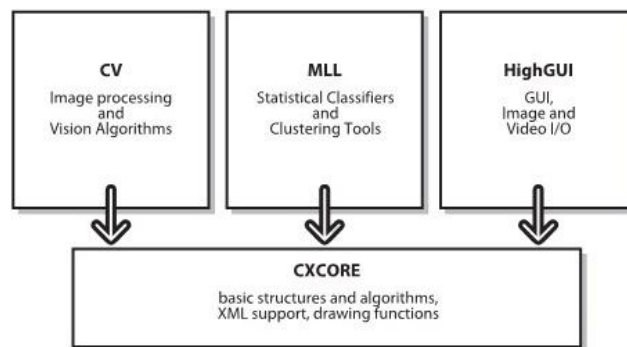 CV
Image processing
and
Vision Algorithms
MLL
Statistical Classifiers
and
Clustering Tools
HighGUI
GUI,
Image and
Video I/O
CXCORE
basic structures and algorithms,
XML support, drawing functions